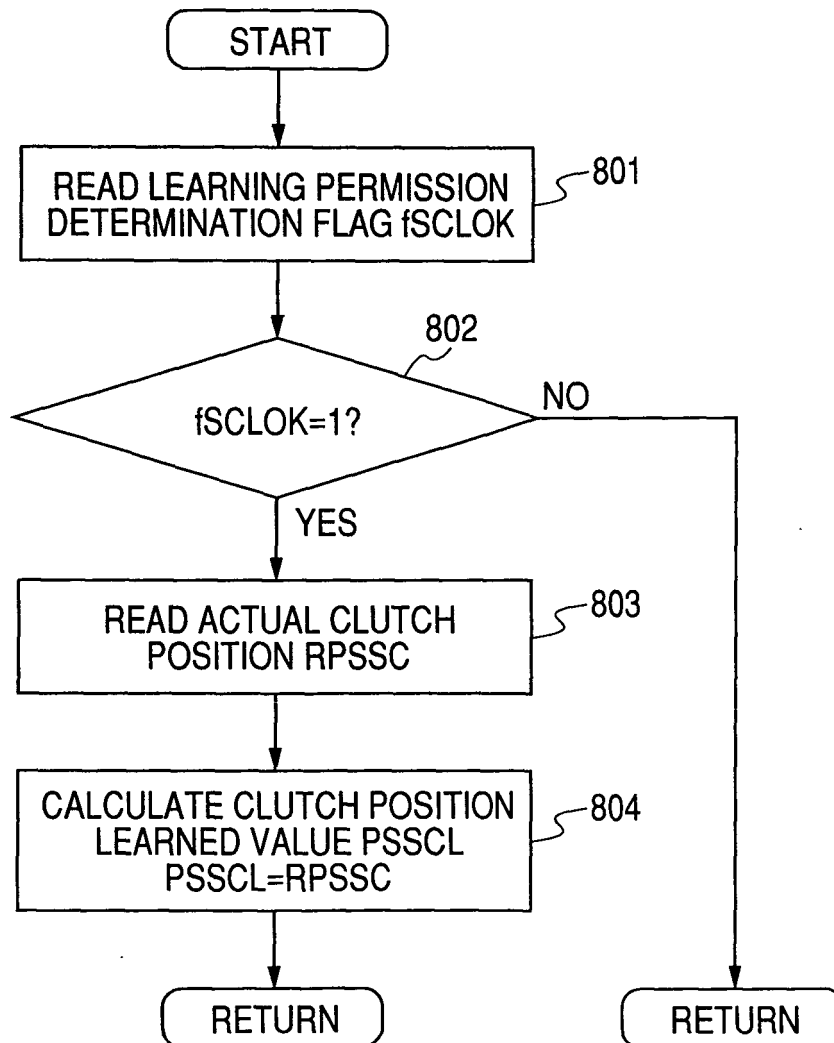 START
READ LEARNING PERMISSION
DETERMINATION FLAG fSCLOK
801
802
fSCLOK=1?
NO
YES
READ ACTUAL CLUTCH
POSITION RPSSC
803
CALCULATE CLUTCH POSITION
LEARNED VALUE PSSCL
PSSCL=RPSSC
804
RETURN
RETURN